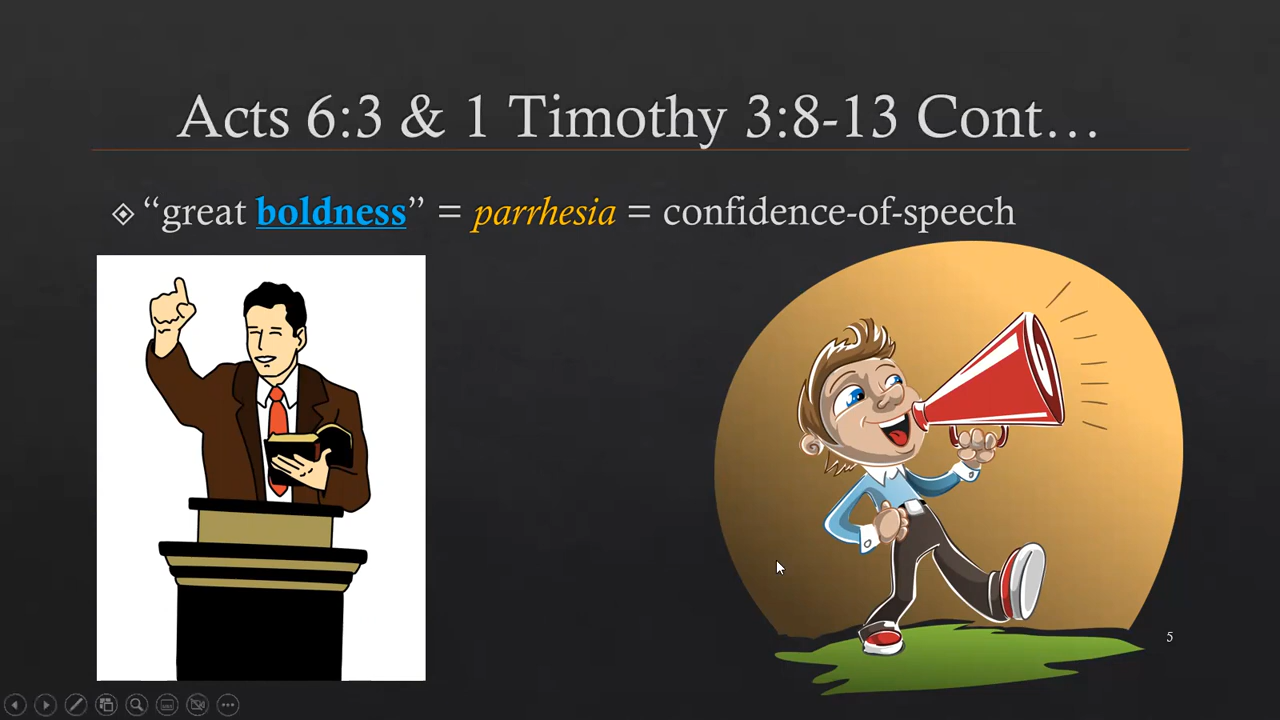 Acts 6:3 & 1 Timothy 3:8-13 Cont…
“great boldness” = parrhesia = confidence-of-speech
5